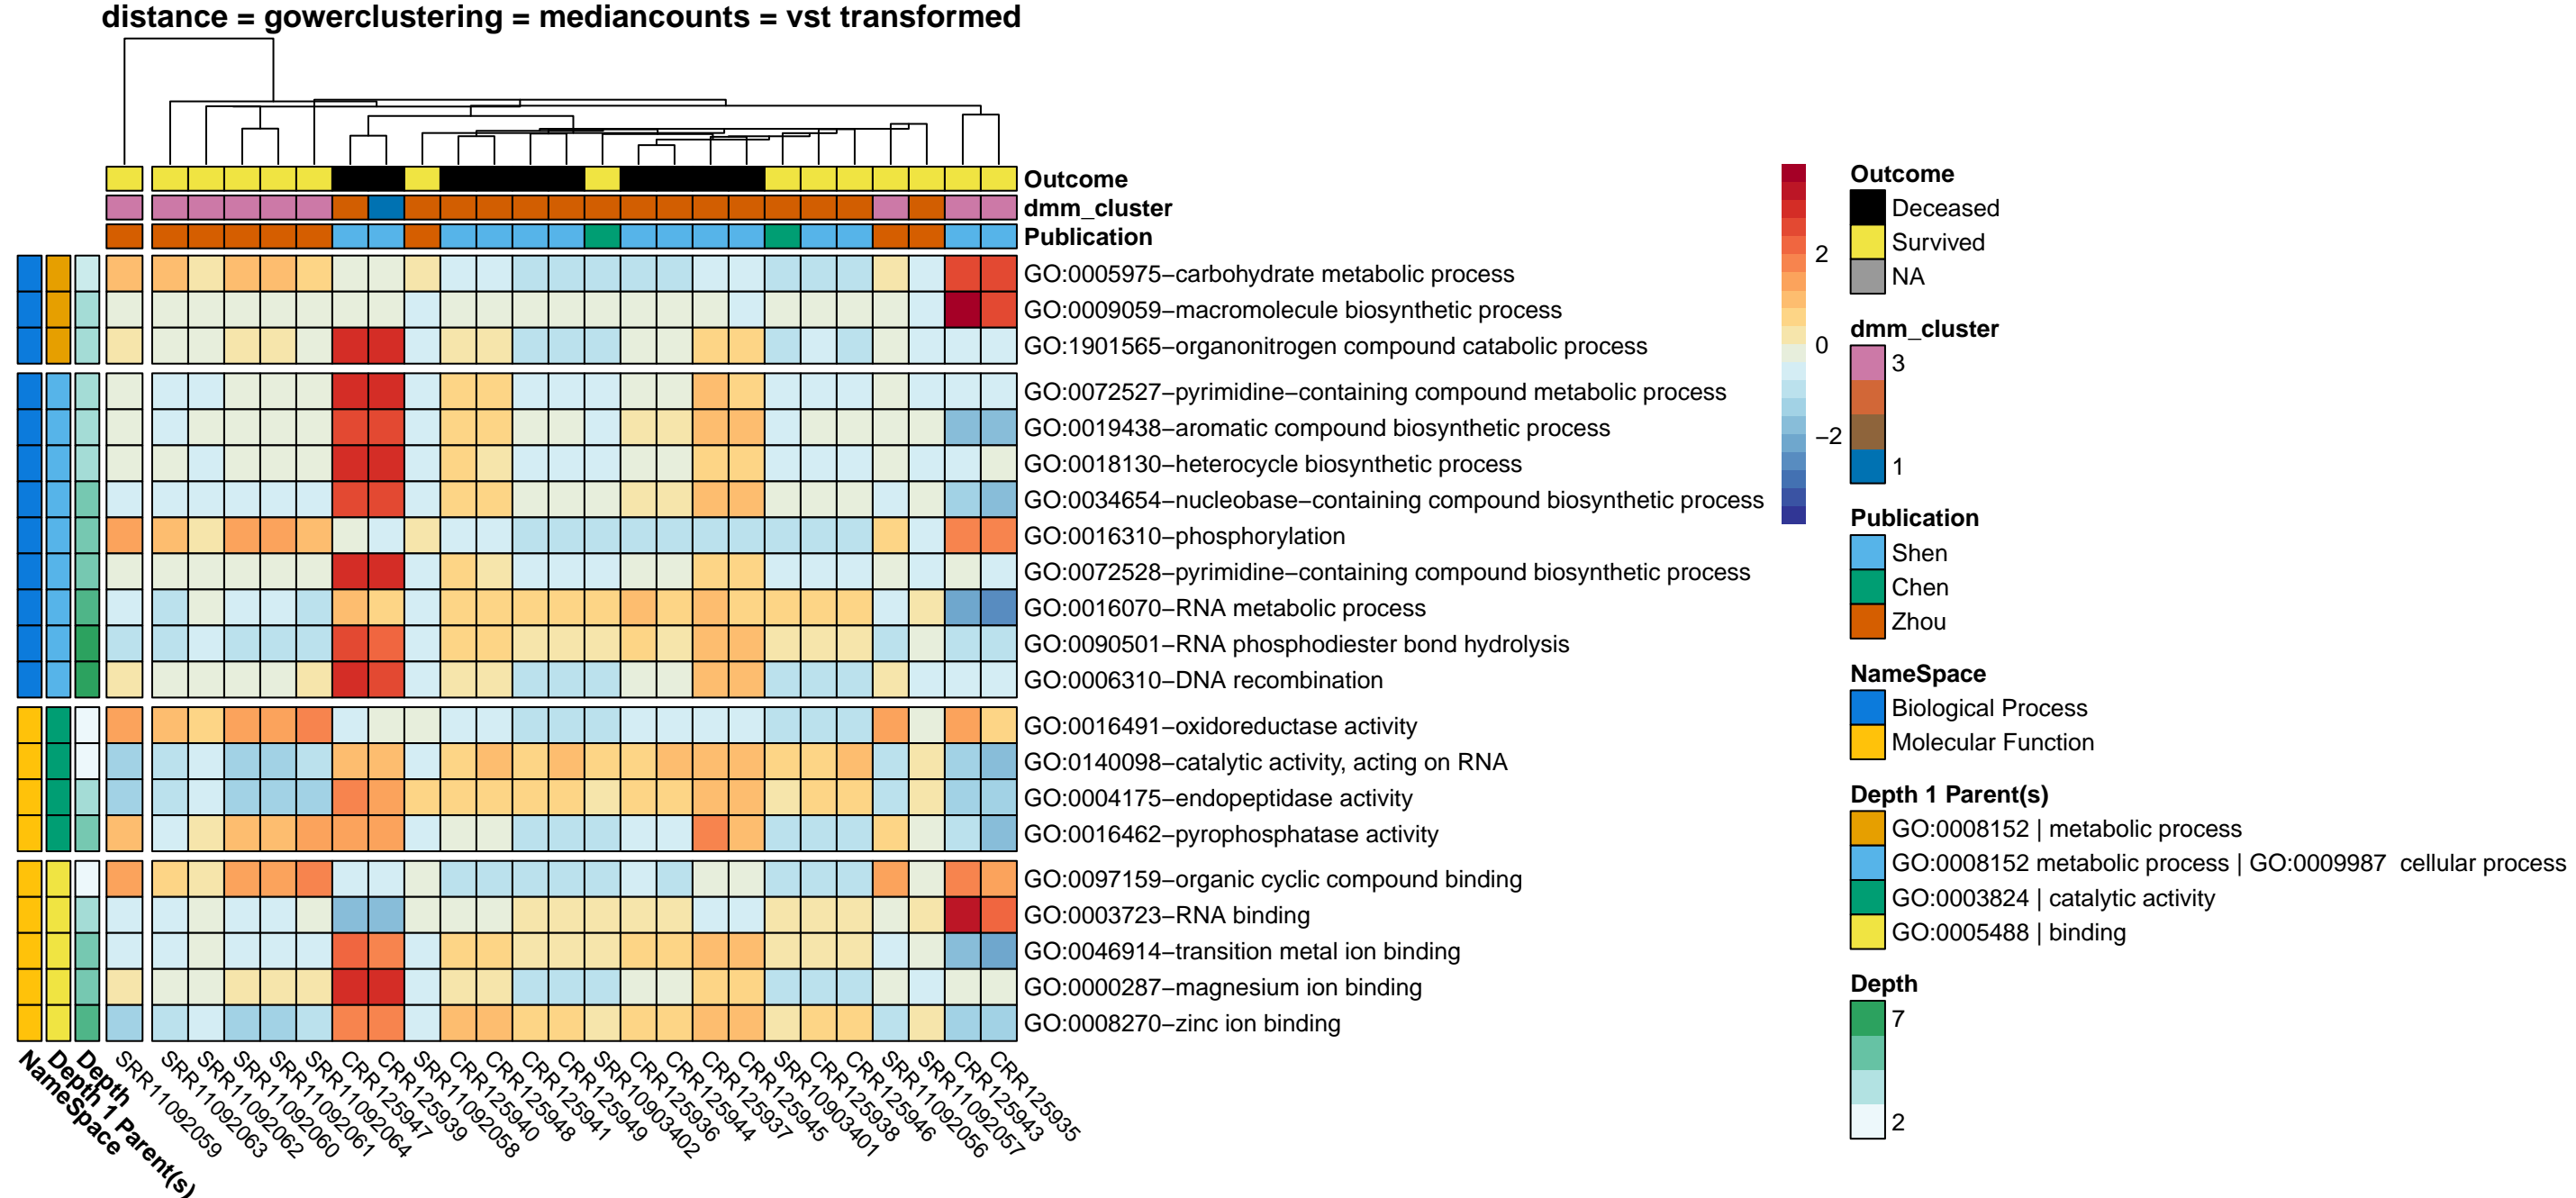 distance = gowerclustering = mediancounts = vst transformed
Outcome
dmm_cluster
Publication
GO:0005975−carbohydrate metabolic process
GO:0009059−macromolecule biosynthetic process
GO:1901565−organonitrogen compound catabolic process
GO:0072527−pyrimidine−containing compound metabolic process
GO:0019438−aromatic compound biosynthetic process
GO:0018130−heterocycle biosynthetic process
GO:0034654−nucleobase−containing compound biosynthetic process
GO:0016310−phosphorylation
GO:0072528−pyrimidine−containing compound biosynthetic process
GO:0016070−RNA metabolic process
GO:0090501−RNA phosphodiester bond hydrolysis
GO:0006310−DNA recombination
GO:0016491−oxidoreductase activity
GO:0140098−catalytic activity, acting on RNA
GO:0004175−endopeptidase activity
GO:0016462−pyrophosphatase activity
GO:0097159−organic cyclic compound binding
GO:0003723−RNA binding
GO:0046914−transition metal ion binding
GO:0000287−magnesium ion binding
GO:0008270−zinc ion binding
NameSpace
Depth 1 Parent(s)
Depth
SRR11092059
SRR11092063
SRR11092062
SRR11092060
SRR11092061
SRR11092064
CRR125947
CRR125939
SRR11092058
CRR125940
CRR125948
CRR125941
CRR125949
SRR10903402
CRR125936
CRR125944
CRR125937
CRR125945
SRR10903401
CRR125938
CRR125946
SRR11092056
SRR11092057
CRR125943
CRR125935
2
0
−2
Outcome
Deceased
Survived
NA
dmm_cluster
3
1
Publication
Shen
Chen
Zhou
NameSpace
Biological Process
Molecular Function
Depth 1 Parent(s)
GO:0008152 | metabolic process
GO:0008152 metabolic process | GO:0009987  cellular process
GO:0003824 | catalytic activity
GO:0005488 | binding
Depth
7
2